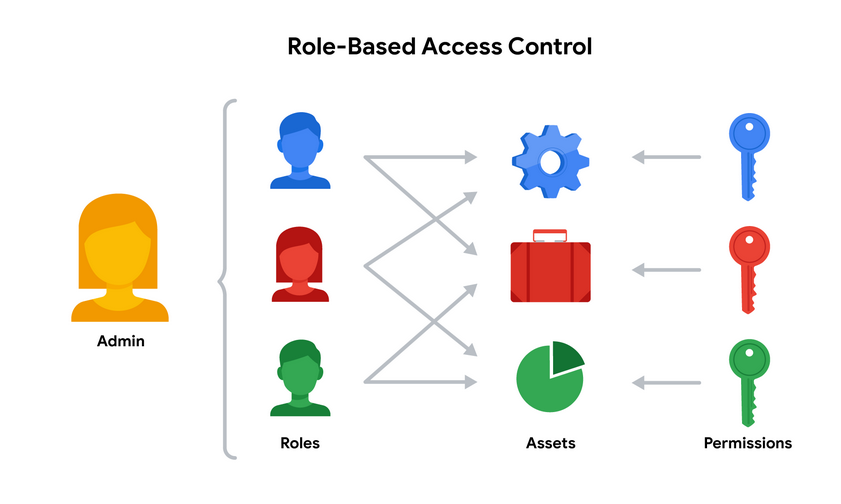 Role-Based Access Control
Admin
Roles
Assets
Permissions